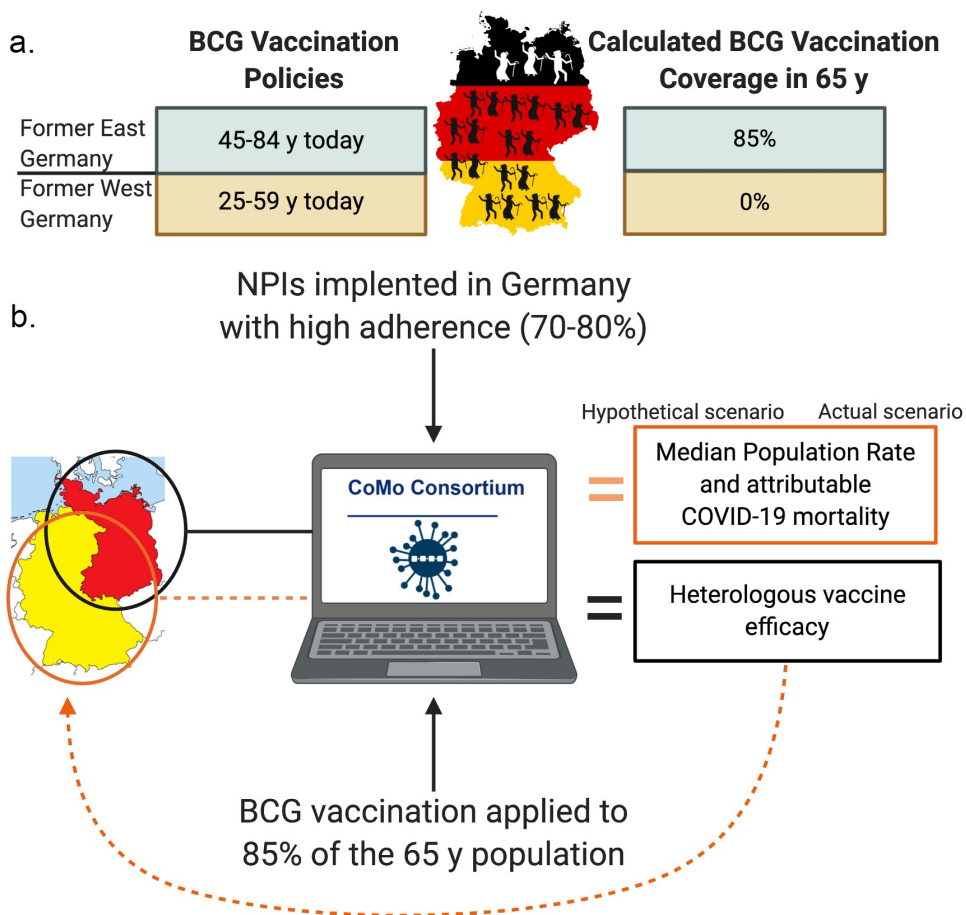 a.
BCG Vaccination
Policies
Calculated BCG Vaccination
Coverage in 65 y
Former East
Germany
45-84 y today
85%
Former West
Germany
25-59 y today
0%
b.
NPIs implented in Germany
with high adherence (70-80%)
Hypothetical scenario
Actual scenario
CoMo Consortium
=
Median Population Rate
and attributable
COVID-19 mortality
=
Heterologous vaccine
efficacy
BCG vaccination applied to
85% of the 65 y population